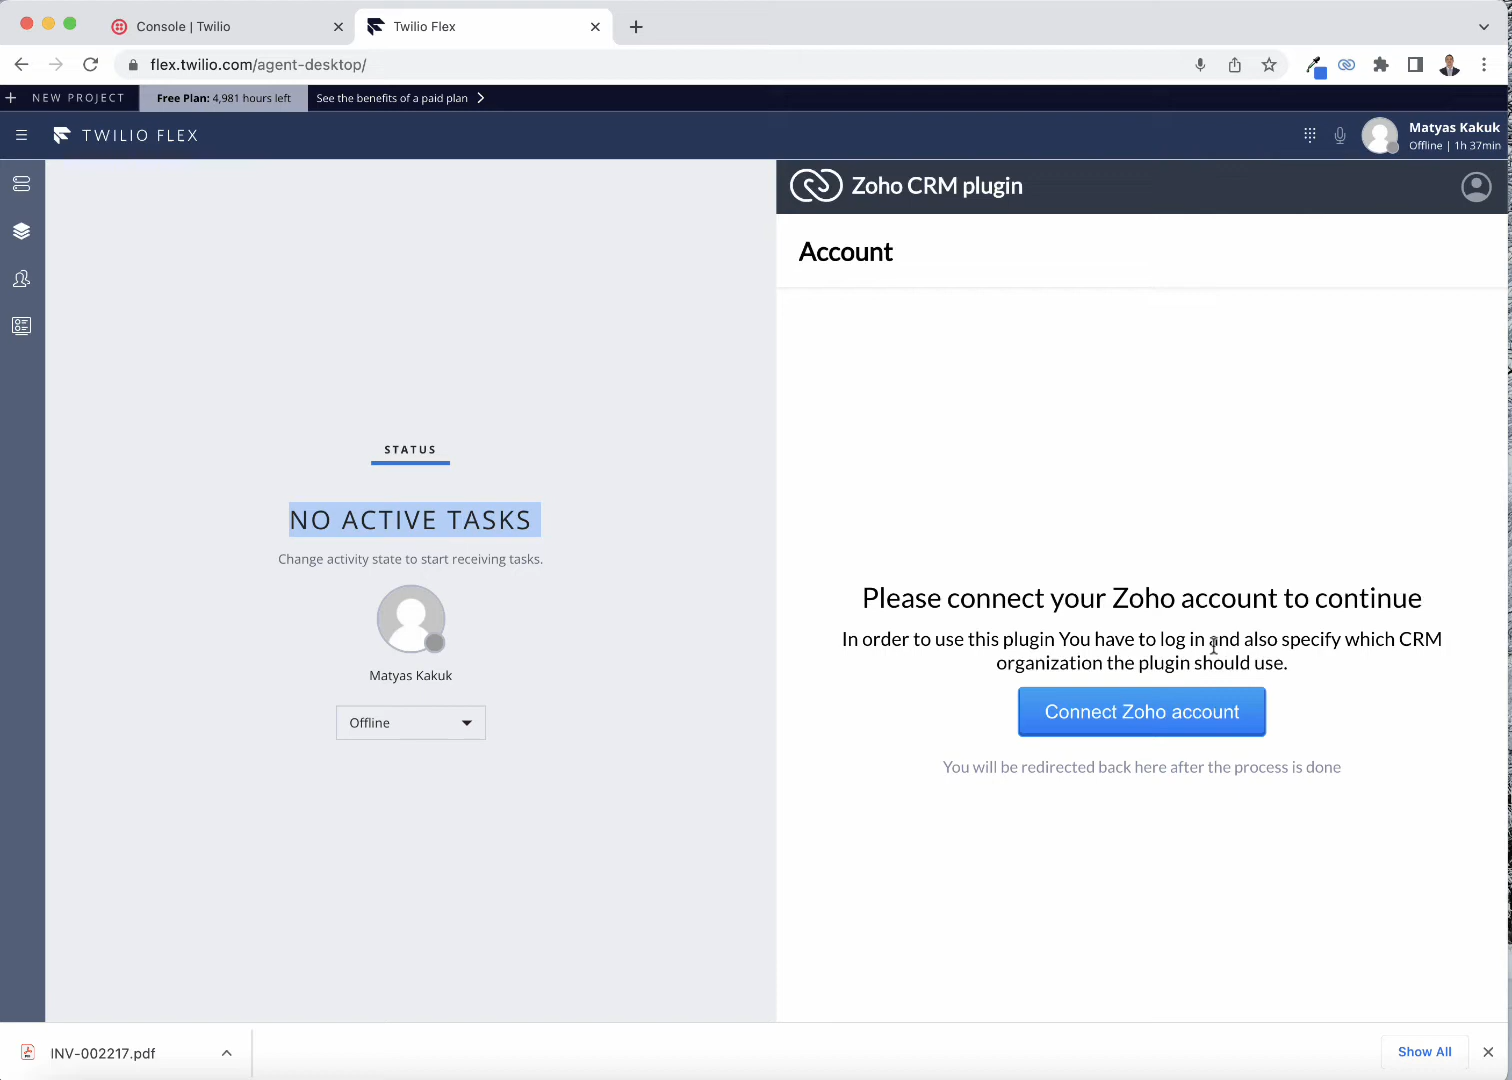 Console | Twilio
Twilio Flex
flex.twilio.com/agent-desktop/
NEW PROJECT
Free Plan: 4,981 hours left
See the benefits of a paid plan
TWILIO FLEX
Matyas Kakuk
Offline | 1h 37min
Zoho CRM plugin
Account
STATUS
NO ACTIVE TASKS
Change activity state to start receiving tasks.
Matyas Kakuk
Offline
Please connect your Zoho account to continue
In order to use this plugin You have to log in and also specify which CRM
organization the plugin should use.
Connect Zoho account
You will be redirected back here after the process is done
INV-002217.pdf
Show All